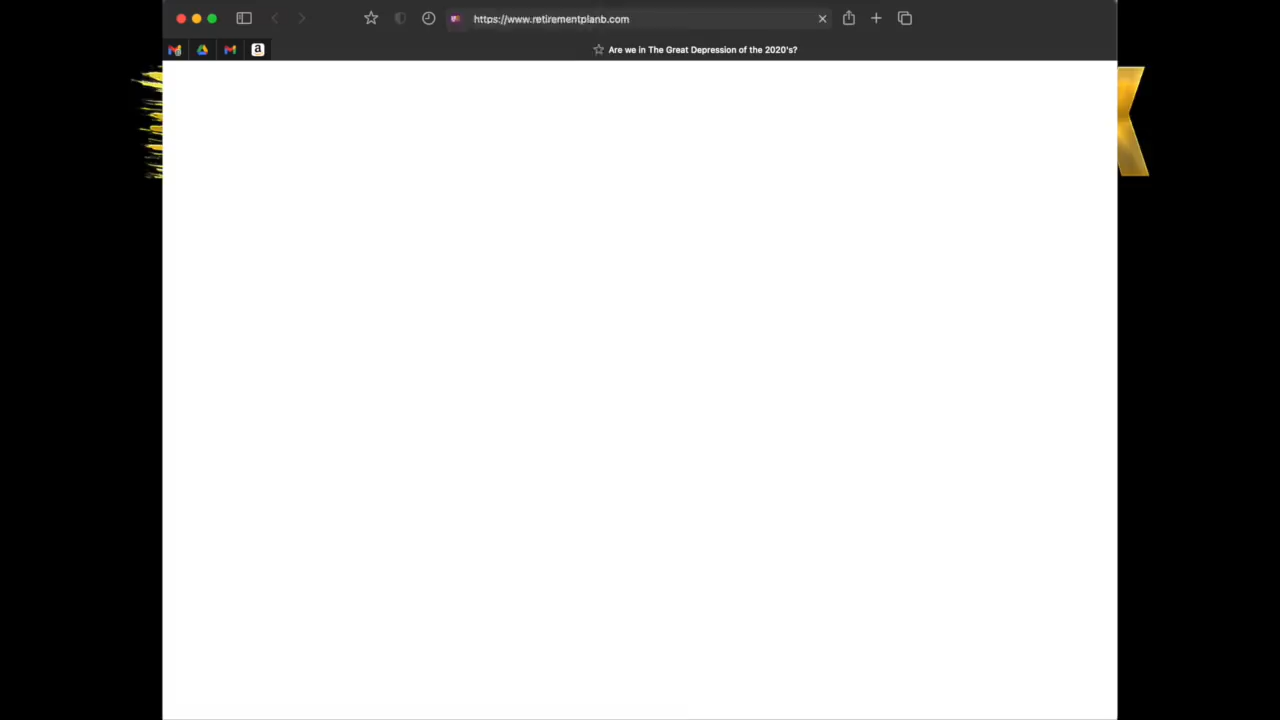 https://www.retirementplanb.com
a
Are we in The Great Depression of the 2020's?